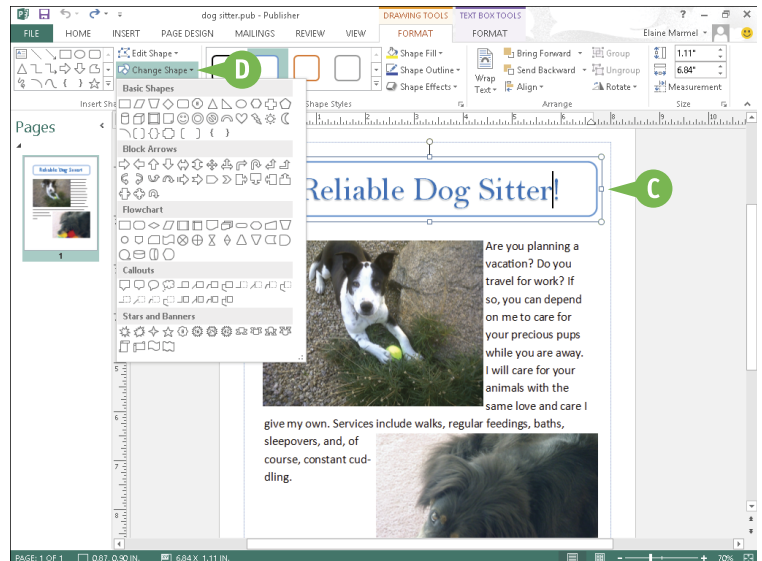 dog sitter.pub - Publisher
DRAWING TOOLS
TEXT BOX TOOLS
?
FILE
HOME
INSERT
PAGE DESIGN
MAILINGS
REVIEW
VIEW
FORMAT
FORMAT
Elaine Marmel
Edit Shape
Change Shape
D
Shape Fill
Shape Outline
Shape Effects
Wrap
Text
Bring Forward
Send Backward
Align
Group
Ungroup
Rotate
1.11"
6.84"
Measurement
Insert Sha
Shape Styles
Arrange
Size
Basic Shapes
Block Arrows
Flowchart
Callouts
Stars and Banners
Pages
Reliable Dog Sitter!
1
Reliable Dog Sitter!
C
Are you planning a
vacation? Do you
travel for work? If
so, you can depend
on me to care for
your precious pups
while you are away.
I will care for your
animals with the
same love and care I
give my own. Services include walks, regular feedings, baths,
sleepovers, and, of
course, constant cud-
dling.
PAGE: 1 OF 1
0.87, 0.90 IN.
6.84 X 1.11 IN.
70%